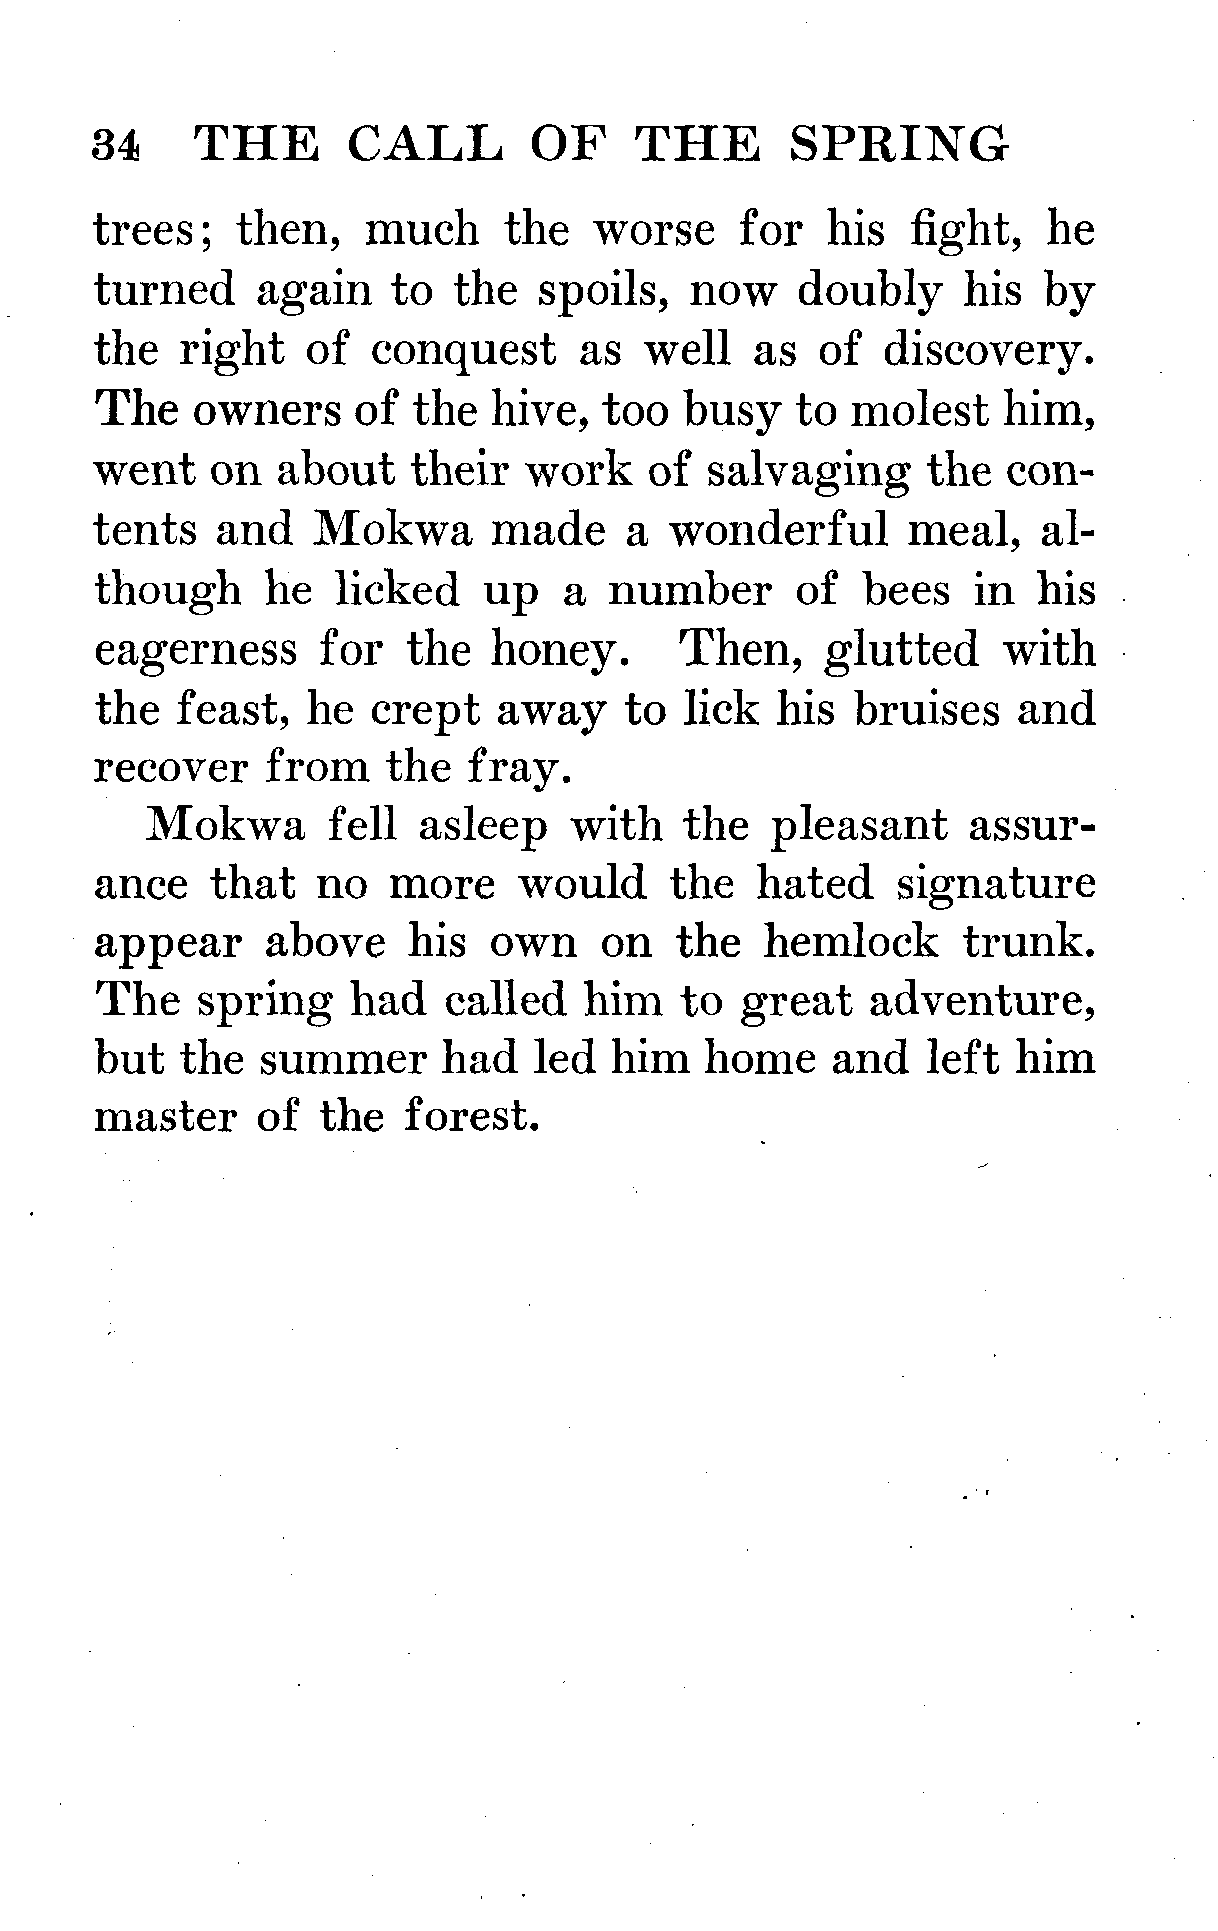 34 THE CALL OF THE SPRING
trees; then, much the worse for his fight, he
turned again to the spoils, now doubly his by
the right of conquest as well as of discovery.
The owners of the hive, too busy to molest him,
went on about their work of salvaging the con-
tents and Mokwa made a wonderful meal, al-
though he licked up a number of bees in his
eagerness for the honey. Then, glutted with
the feast, he crept away to lick his bruises and
recover from the fray.
Mokwa fell asleep with the pleasant assur-
ance that no more would the hated signature
appear above his own on the hemlock trunk.
The spring had called him to great adventure,
but the summer had led him home and left him
master of the forest.